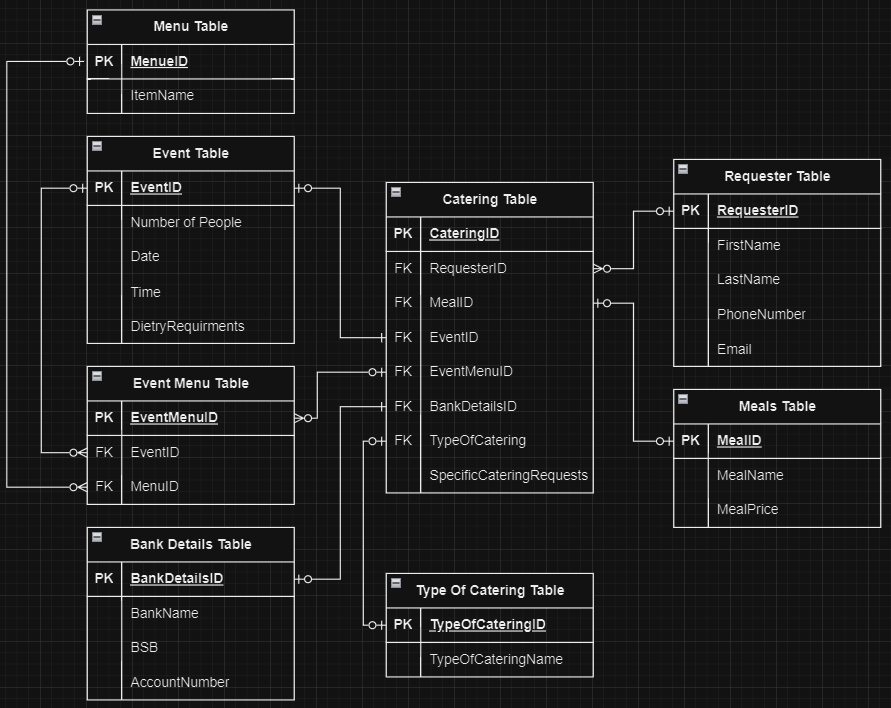 Menu Table
PK MenueID
ItemName
Event Table
PK EventID
Number of People
Date
Time
DietryRequirments
Event Menu Table
PK EventMenuID
FK EventID
FK MenuID
Bank Details Table
PK BankDetailsID
BankName
BSB
AccountNumber
Catering Table
PK CateringID
FK RequesterID
FK MealID
FK EventID
FK EventMenuID
FK BankDetailsID
FK TypeOfCatering
SpecificCateringRequests
Type Of Catering Table
PK TypeOfCateringID
TypeOfCateringName
Requester Table
PK RequesterID
FirstName
LastName
PhoneNumber
Email
Meals Table
PK MealID
MealName
MealPrice